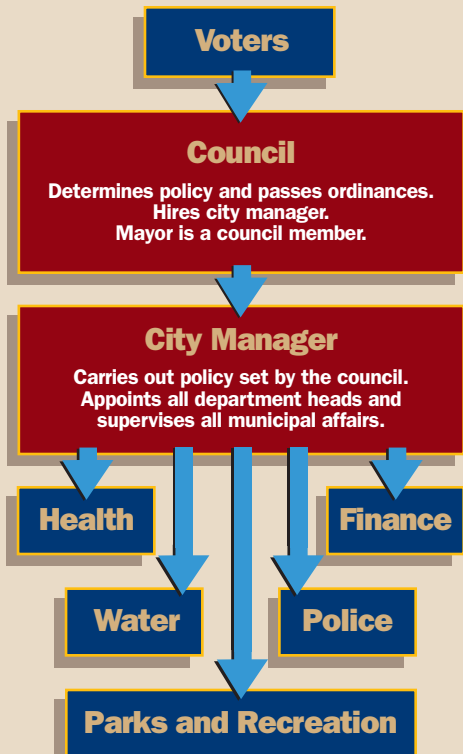 Voters
Council
Determines policy and passes ordinances.
Hires city manager.
Mayor is a council member.
City Manager
Carries out policy set by the council.
Appoints all department heads and
supervises all municipal affairs.
Health
Finance
Water
Police
Parks and Recreation